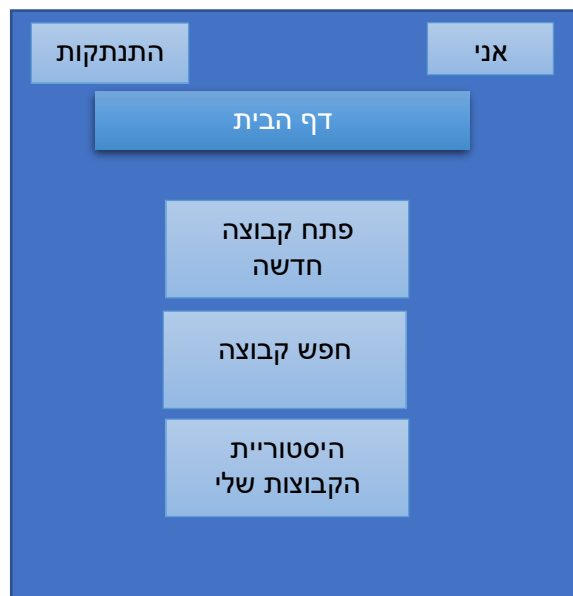 אני
התנתקות
דף הבית
פתח קבוצה
חדשה
חפש קבוצה
היסטוריית
הקבוצות שלי